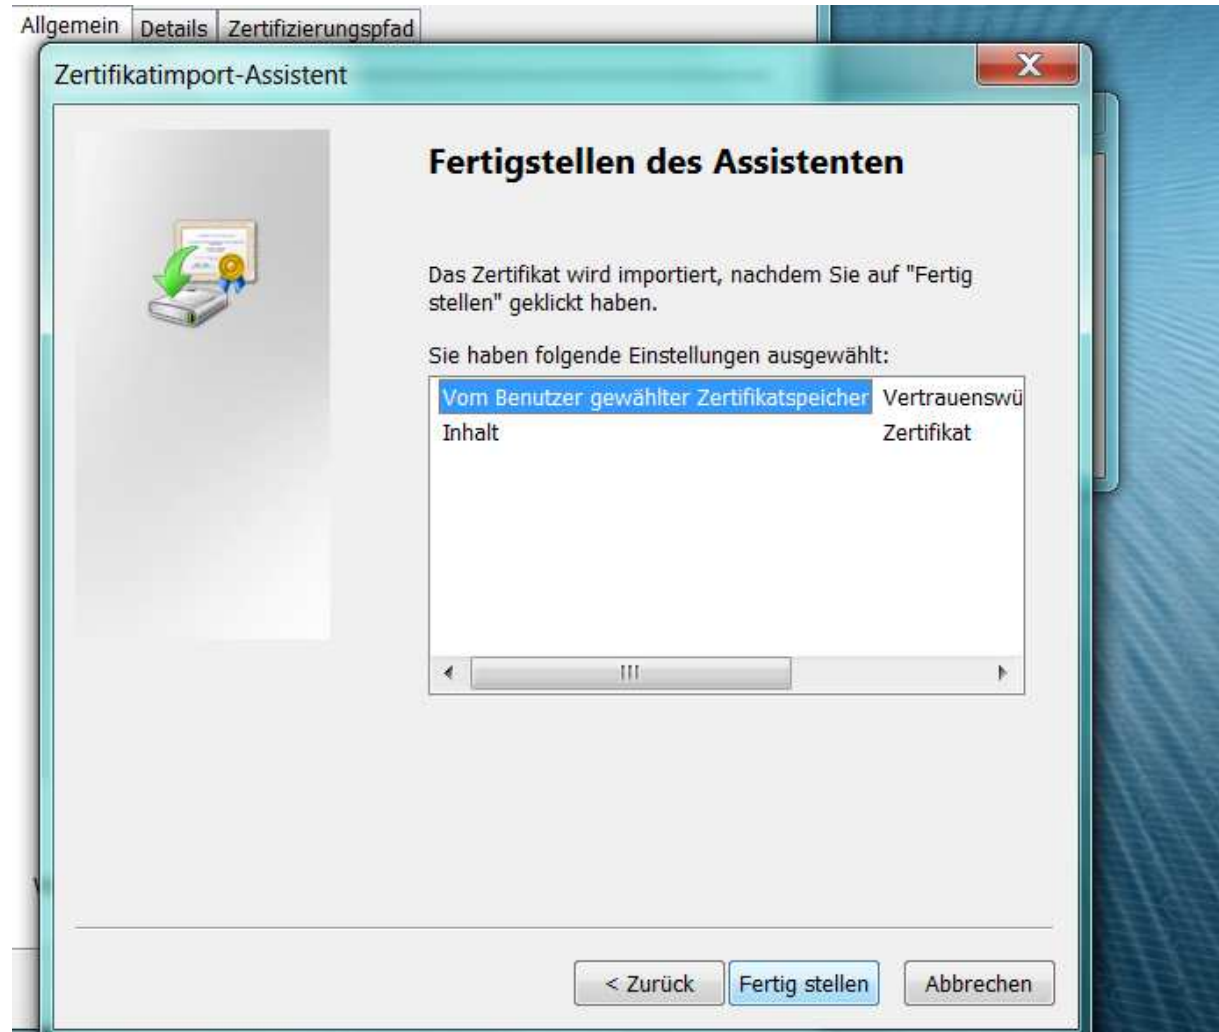 Allgemein Details Zertifizierungspfad
Zertifikatimport-Assistent
Fertigstellen des Assistenten
Das Zertifikat wird importiert, nachdem Sie auf "Fertig
stellen" geklickt haben.
Sie haben folgende Einstellungen ausgewählt:
Vom Benutzer gewählter Zertifikatspeicher Vertrauenswü
Inhalt Zertifikat
< Zurück Fertig stellen Abbrechen